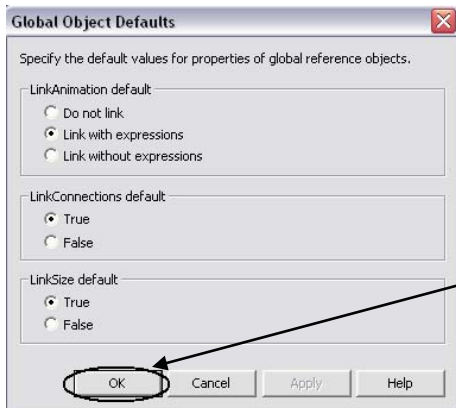 Global Object Defaults
Specify the default values for properties of global reference objects.
LinkAnimation default
Do not link
Link with expressions
Link without expressions
LinkConnections default
True
False
LinkSize default
True
False
OK Cancel Apply Help